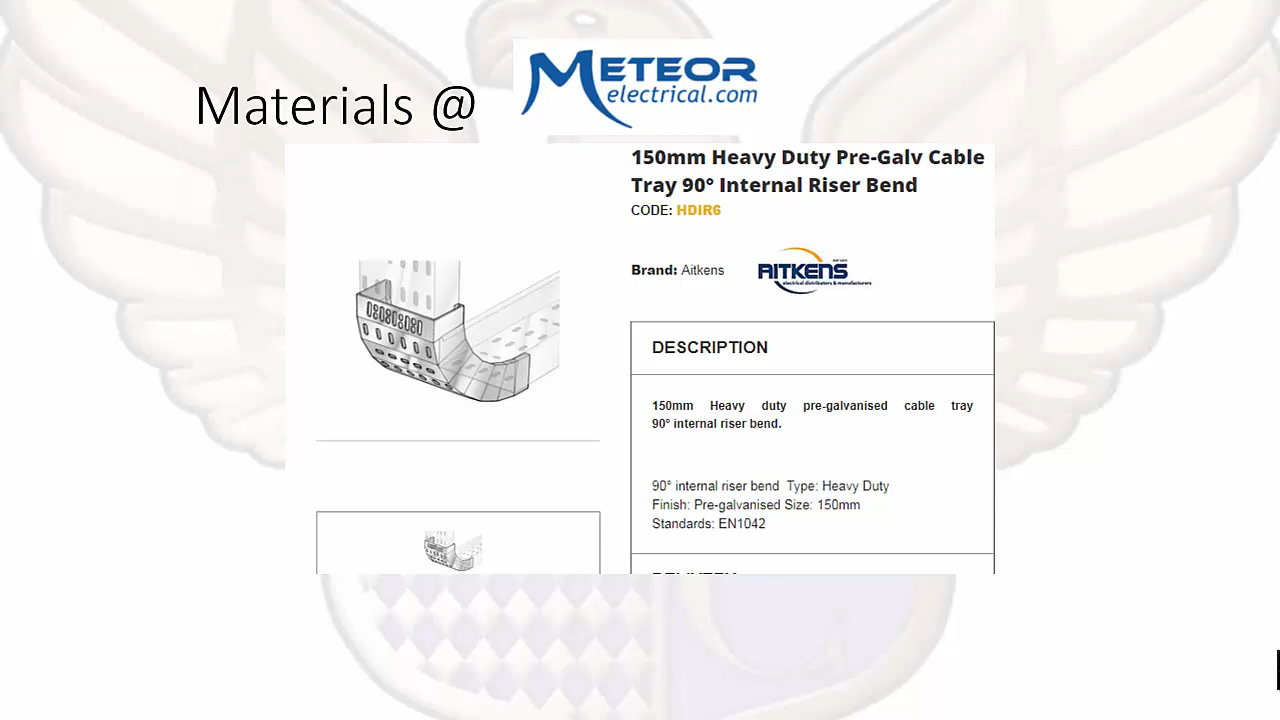 Materials @
METEOR
electrical.com
150mm Heavy Duty Pre-Galv Cable
Tray 90° Internal Riser Bend
CODE: HDIR6
Brand: Aitkens
AITKENS
electrical distributors & manufacturers
DESCRIPTION
150mm Heavy duty pre-galvanised cable tray
90° internal riser bend.
90° internal riser bend Type: Heavy Duty
Finish: Pre-galvanised Size: 150mm
Standards: EN1042